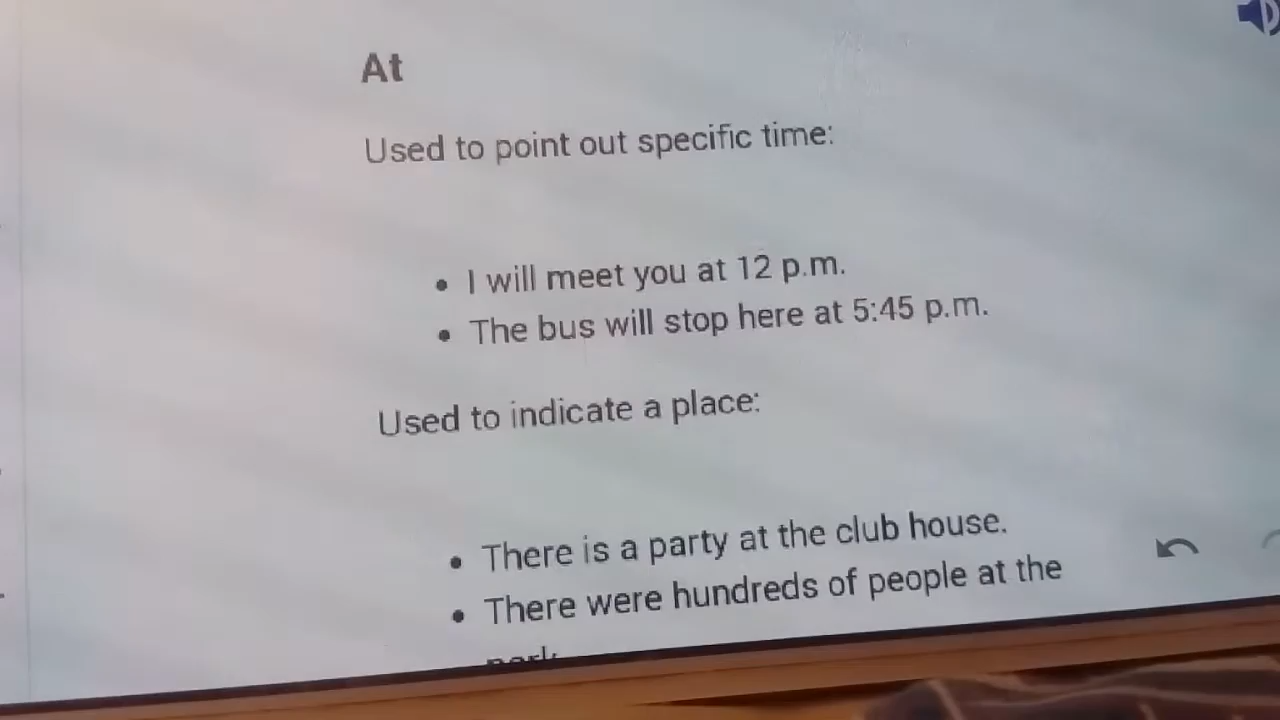 At
Used to point out specific time:
• I will meet you at 12 p.m.
• The bus will stop here at 5:45 p.m.
Used to indicate a place:
• There is a party at the club house.
• There were hundreds of people at the
park